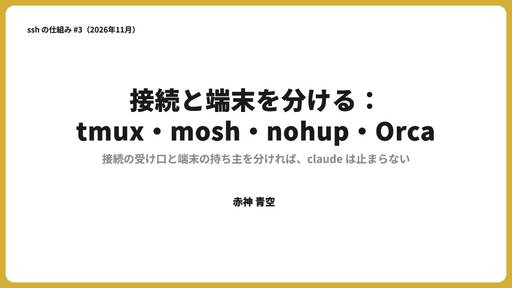 ssh の仕組み #3（2026年11月）
接続と端末を分ける：
tmux・mosh・nohup・Orca
接続の受け口と端末の持ち主を分ければ、claude は止まらない
赤神 青空